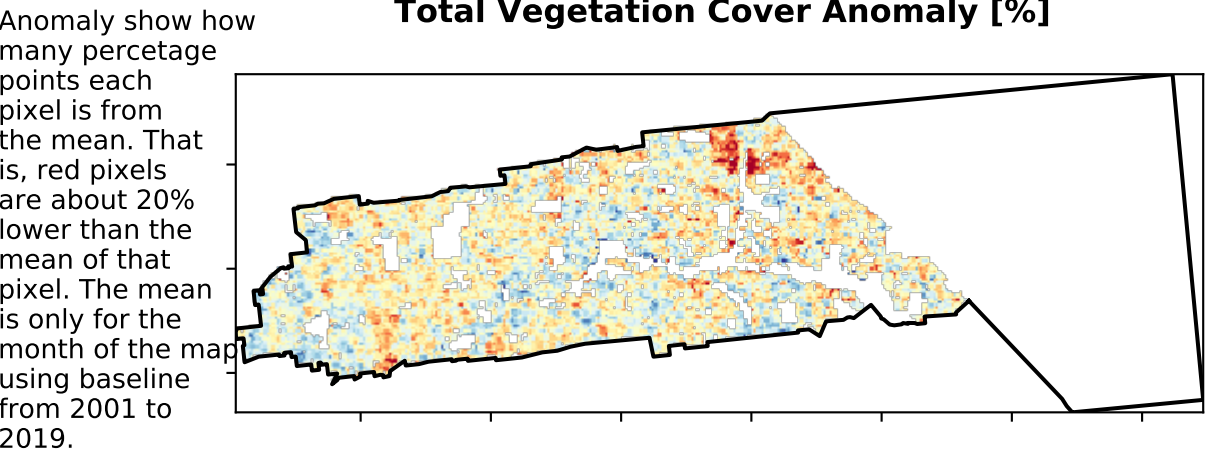 Total Vegetation Cover Anomaly [%]
Anomaly show how
many percetage
points each
pixel is from
the mean. That
is, red pixels
are about 20%
lower than the
mean of that
pixel. The mean
is only for the
month of the map
using baseline
from 2001 to
2019.